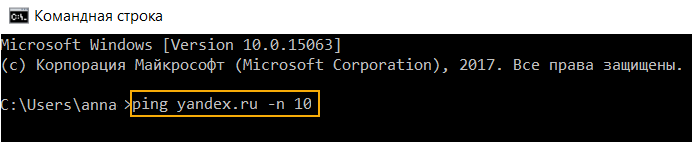 Командная строка
Microsoft Windows [Version 10.0.15063]
(c) Корпорация Майкрософт (Microsoft Corporation), 2017. Все права защищены.
C:\Users\anna >ping yandex.ru -n 10